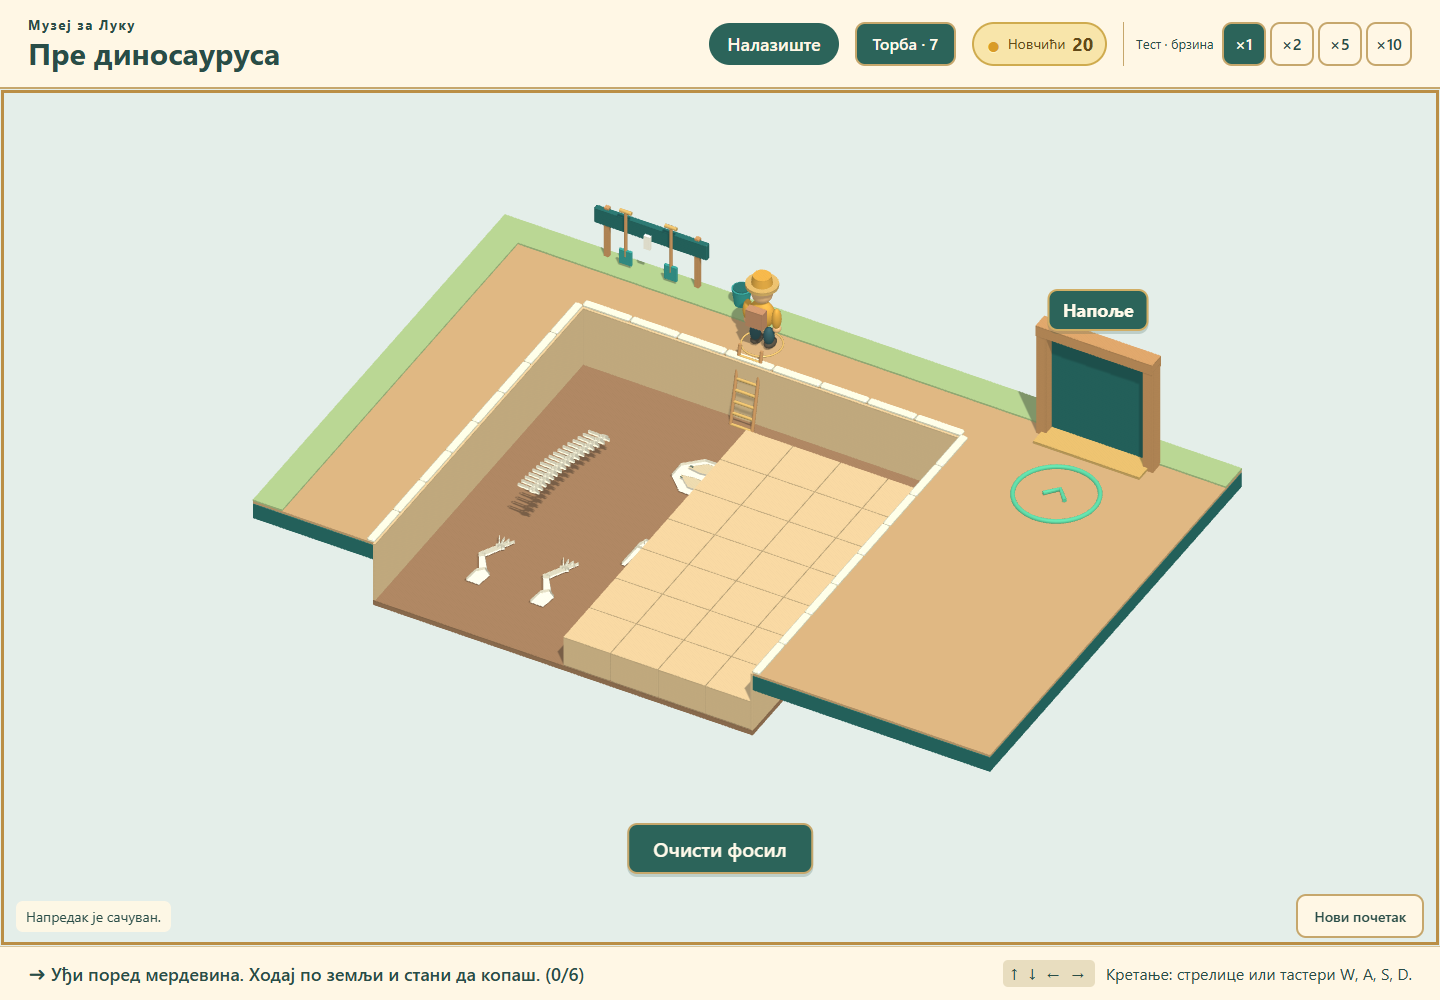 Музеј за Луку
Пре диносауруса
Налазиште
Торба · 7
Новчићи 20
Тест · брзина
×1
×2
×5
×10
Напоље
Очисти фосил
Напредак је сачуван.
Нови почетак
→ Уђи поред мердевина. Ходај по земљи и стани да копаш. (0/6)
↑ ↓ ← → Кретање: стрелице или тастери W, A, S, D.